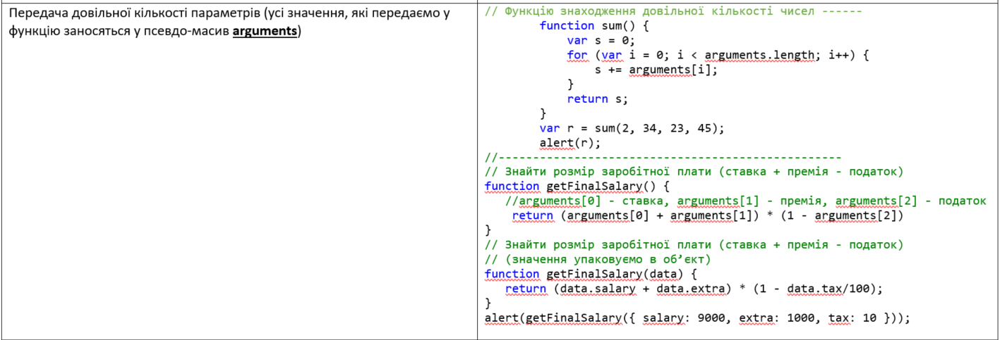 Передача довільної кількості параметрів (усі значення, які передаємо у
функцію заносяться у псевдо-масив arguments)
// Функцію знаходження довільної кількості чисел ------
function sum() {
var s = 0;
for (var i = 0; i < arguments.length; i++) {
s += arguments[i];
}
return s;
}
var r = sum(2, 34, 23, 45);
alert(r);
//--------------------------------------------------
// Знайти розмір заробітної плати (ставка + премія - податок)
function getFinalSalary() {
//arguments[0] - ставка, arguments[1] - премія, arguments[2] - податок
return (arguments[0] + arguments[1]) * (1 - arguments[2])
}
// Знайти розмір заробітної плати (ставка + премія - податок)
// (значення упаковуємо в об’єкт)
function getFinalSalary(data) {
return (data.salary + data.extra) * (1 - data.tax/100);
}
alert(getFinalSalary({ salary: 9000, extra: 1000, tax: 10 }));